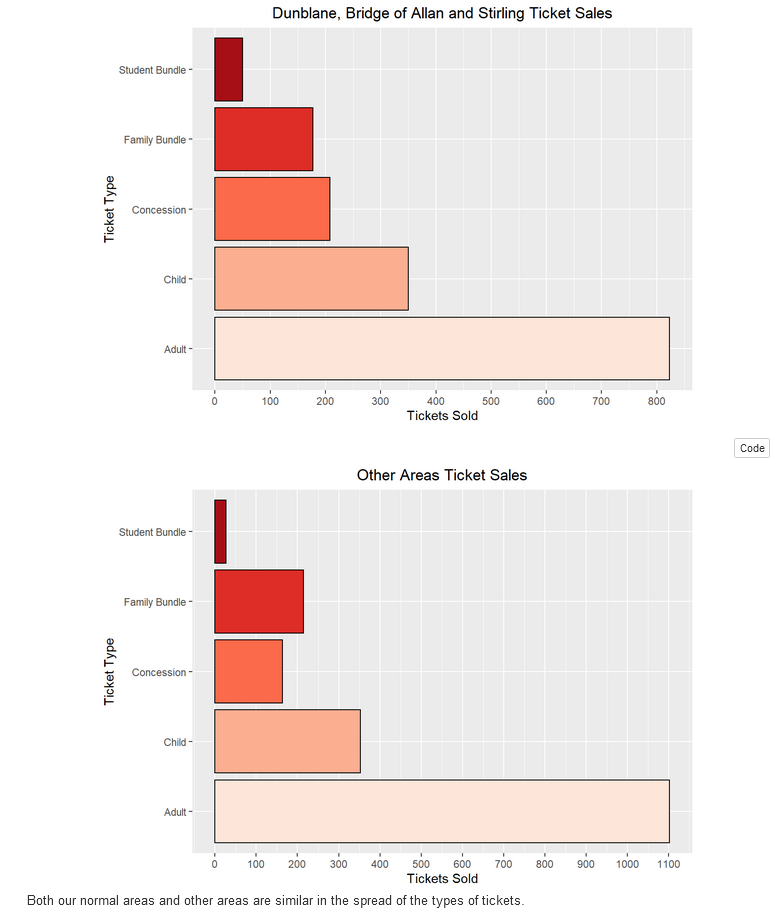 Dunblane, Bridge of Allan and Stirling Ticket Sales
Student Bundle
Family Bundle
Concession
Child
Adult
Ticket Type
0 100 200 300 400 500 600 700 800
Tickets Sold
Code
Other Areas Ticket Sales
Student Bundle
Family Bundle
Concession
Child
Adult
Ticket Type
0 100 200 300 400 500 600 700 800 900 1000 1100
Tickets Sold
Both our normal areas and other areas are similar in the spread of the types of tickets.